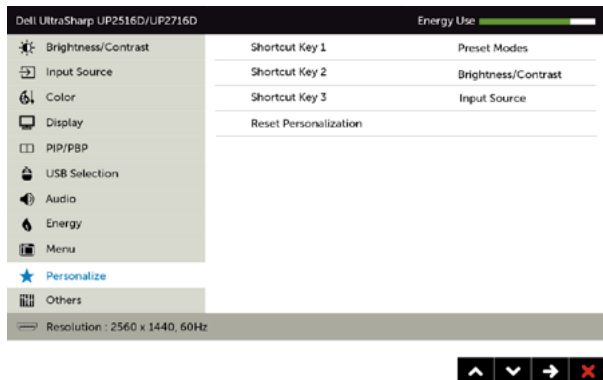 Dell UltraSharp UP2516D/UP2716D Energy Use
Brightness/Contrast Shortcut Key 1 Preset Modes
Input Source Shortcut Key 2 Brightness/Contrast
Color Shortcut Key 3 Input Source
Display Reset Personalization
PIP/PBP
USB Selection
Audio
Energy
Menu
Personalize
Others
Resolution : 2560 x 1440, 60Hz